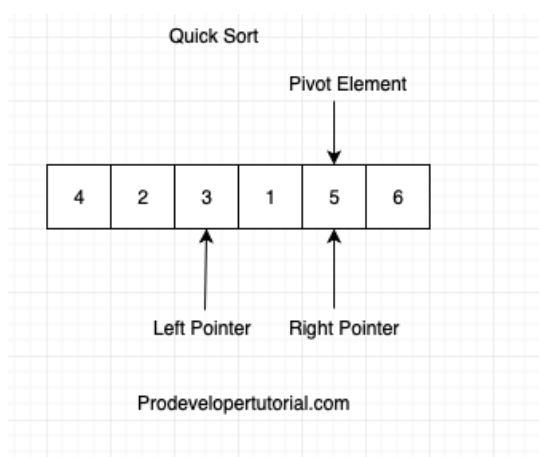 Quick Sort
Pivot Element
4 2 3 1 5 6
Left Pointer Right Pointer
Prodevelopertutorial.com